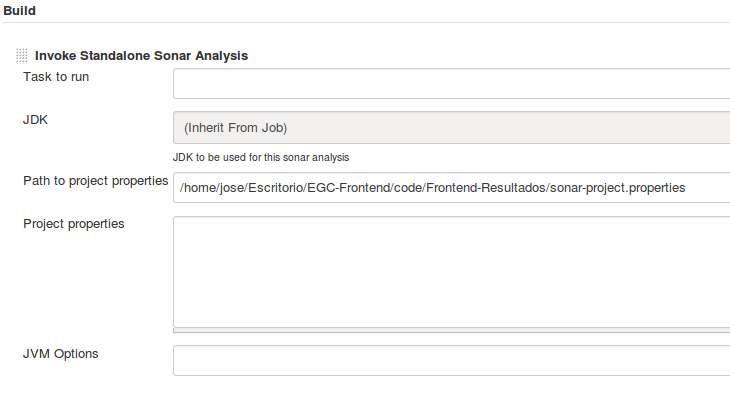 Build
Invoke Standalone Sonar Analysis
Task to run
JDK
(Inherit From Job)
JDK to be used for this sonar analysis
Path to project properties
/home/jose/Escritorio/EGC-Frontend/code/Frontend-Resultados/sonar-project.properties
Project properties
JVM Options